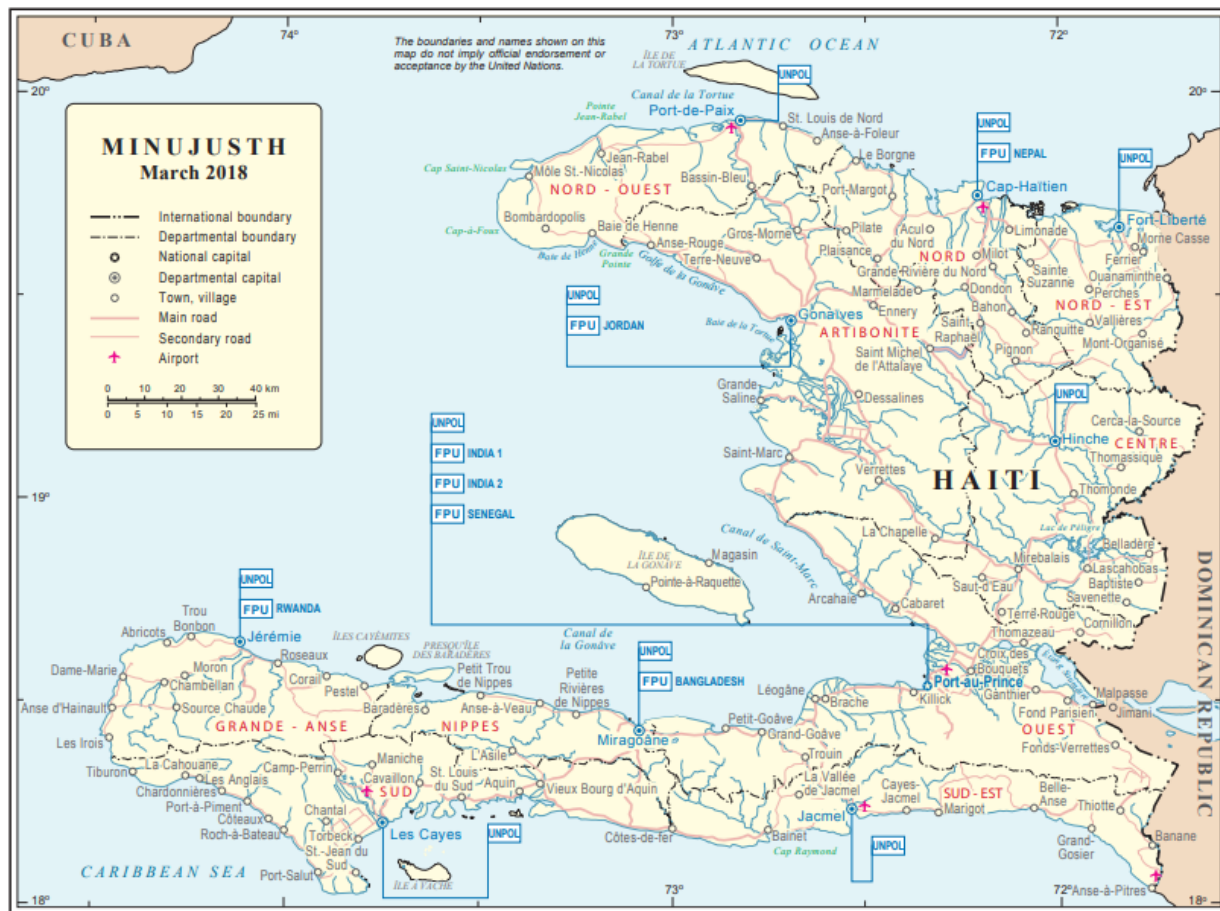 CUBA
74°
73°
72°
The boundaries and names shown on this
map do not imply official endorsement or
acceptance by the United Nations.
ATLANTIC OCEAN
ÎLE DE
LA TORTUE
20°
20°
UNPOL
Canal de la Tortue
Port-de-Paix
Pointe
Jean-Rabel
St. Louis de Nord
Anse-à-Foleur
Le Borgne
UNPOL
FPU NEPAL
UNPOL
MINUJUSTH
March 2018
International boundary
Departmental boundary
National capital
Departmental capital
Town, village
Main road
Secondary road
Airport
0 10 20 30 40 km
0 5 10 15 20 25 mi
Jean-Rabel
Cap Saint-Nicolas
Môle St.-Nicolas
NORD - OUEST
Bassin-Bleu
Port-Margot
Cap-Haïtien
Fort-Liberté
Bombardopolis
Cap-à-Foux
Baie de Henne
Baie de Henne
Grande
Pointe
Anse-Rouge
Terre-Neuve
Gros-Morne
Golfe de la Gonâve
Pilate
Plaisance
Acul
du Nord
Limonade
Morne Casse
Ferrier
Ouanaminthe
NORD
Milot
Grande Rivière du Nord
Sainte
Suzanne
Perches
NORD - EST
Marmelade
Dondon
Bahon
Vallières
UNPOL
FPU JORDAN
Gonaïves
Ennery
ARTIBONITE
Saint-
Raphaël
Ranquitte
Mont-Organisé
Baie de la Tortue
Saint Michel
de l'Attalaye
Pignon
Grande
Saline
Dessalines
UNPOL
Cerca-la-Source
UNPOL
FPU INDIA 1
FPU INDIA 2
FPU SENEGAL
Hinche
CENTRE
Saint-Marc
Verrettes
HAITI
Thomassique
Thomonde
19°
19°
La Chapelle
Lac de Péligre
Belladère
Canal de Saint-Marc
Mirebalais
Lascahobas
Baptiste
Savenette
Magasin
ÎLE DE
LA GONÂVE
Pointe-à-Raquette
Saut-d'Eau
Arcahaie
Cabaret
Terre-Rouge
Cornillon
Thomazeau
DOMINICAN REPUBLIC
UNPOL
FPU RWANDA
Trou
Bonbon
Abricots
Jérémie
Roseaux
ÎLES CAYÉMITES
PRESQU'ÎLE
DES BARADÈRES
Canal de
la Gonâve
UNPOL
FPU BANGLADESH
Croix des
Bouquets
Port-au-Prince
Ganthier
Malpasse
Jimani
Dame-Marie
Moron
Chambellan
Corail
Pestel
Petit Trou
de Nippes
Petite
Rivières
de Nippes
Léogâne
Brache
Killick
Fond Parisien
Anse d'Hainault
Source Chaude
Baradères
Anse-à-Veau
GRANDE - ANSE
NIPPES
Miragoâne
Petit-Goâve
Grand-Goâve
OUEST
Fonds-Verrettes
Les Irois
L'Asile
Trouin
Tiburon
La Cahouane
Les Anglais
Chardonnières
Port-à-Piment
Côteaux
Roch-à-Bateau
Camp-Perrin
Maniche
Cavaillon
SUD
St. Louis
du Sud
Aquin
Vieux Bourg d'Aquin
La Vallée
de Jacmel
Cayes-
Jacmel
SUD-EST
Marigot
Belle-
Anse
Thiotte
Chantal
Torbeck
St.-Jean du
Sud
Port-Salut
Les Cayes
UNPOL
Côtes-de-fer
Bainet
Jacmel
UNPOL
Cap Raymond
Grand-
Gosier
Banane
Anse-à-Pitres
CARIBBEAN SEA
ÎLE À VACHE
18°
73°
72°
18°